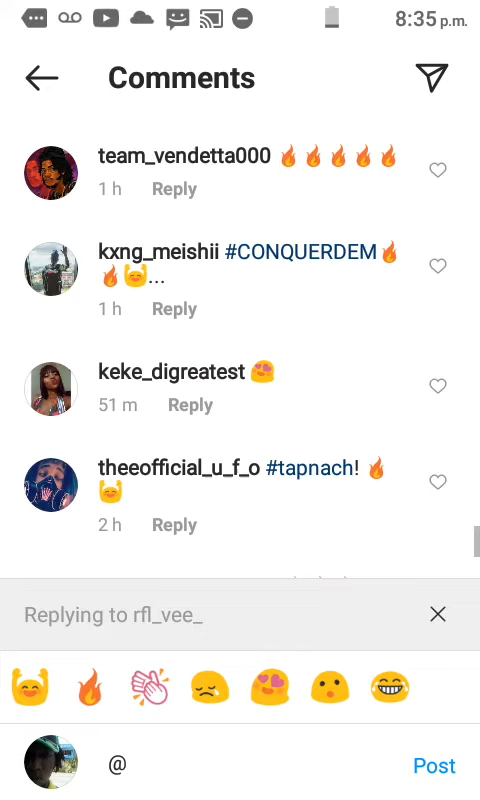 8:35 p.m.
Comments
team_vendetta000 🔥🔥🔥🔥🔥
1 h Reply
kxng_meishii #CONQUERDEM🔥
🔥🙌...
1 h Reply
keke_digreatest 😍
51 m Reply
theeofficial_u_f_o #tapnach! 🔥
🙌
2 h Reply
Replying to rfl_vee_
🙌 🔥 👏 😢 😍 😮 😂
@ Post